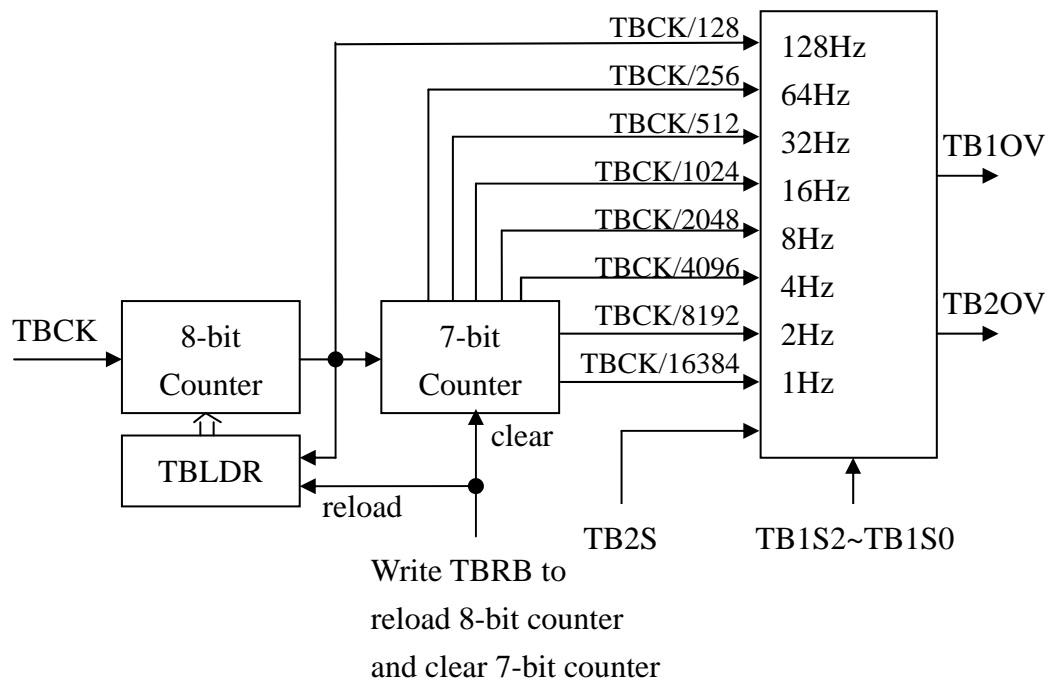 TBCK/128
128Hz
TBCK/256
64Hz
TBCK/512
32Hz
TB1OV
TBCK/1024
16Hz
TBCK/2048
8Hz
TBCK/4096
4Hz
TB2OV
TBCK
8-bit
Counter
7-bit
Counter
TBCK/8192
2Hz
TBCK/16384
1Hz
clear
TBLDR
reload
TB2S
TB1S2~TB1S0
Write TBRB to
reload 8-bit counter
and clear 7-bit counter